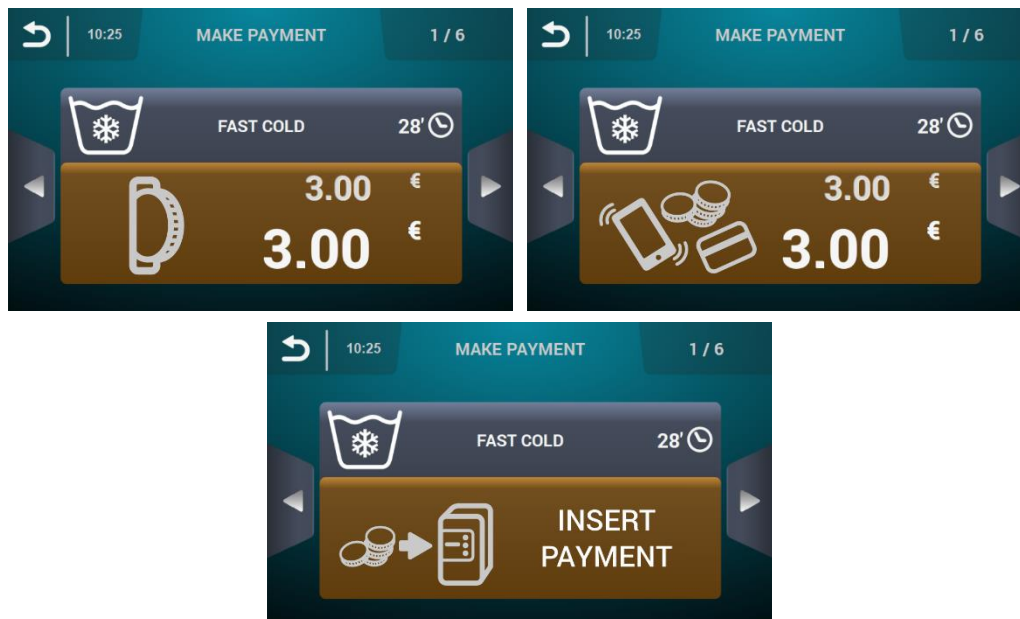 10:25 MAKE PAYMENT 1 / 6
FAST COLD 28'
3.00 €
3.00 €
10:25 MAKE PAYMENT 1 / 6
FAST COLD 28'
3.00 €
3.00 €
10:25 MAKE PAYMENT 1 / 6
FAST COLD 28'
INSERT
PAYMENT